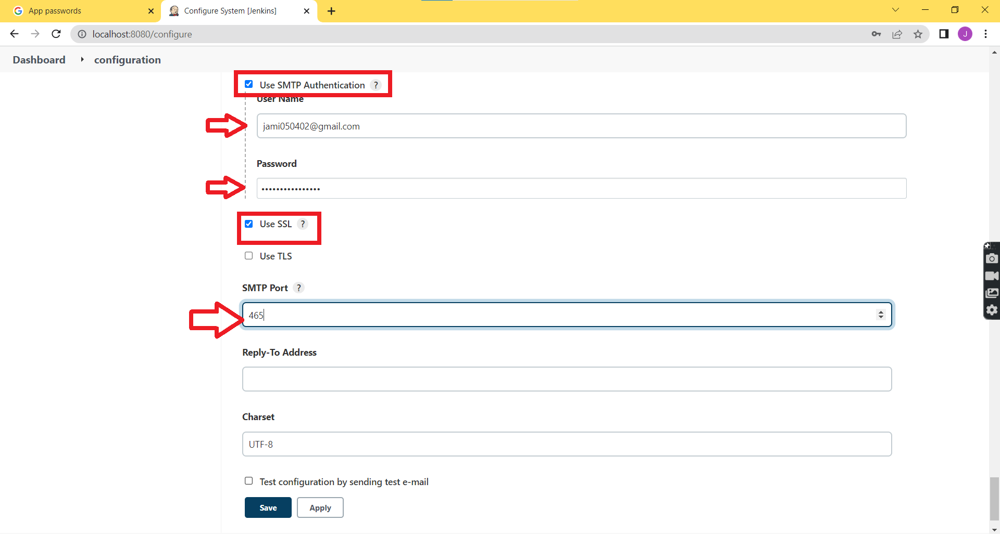 App passwords
Configure System [Jenkins]
localhost:8080/configure
J
Dashboard
configuration
Use SMTP Authentication ?
User Name
jami050402@gmail.com
Password
••••••••••••••••
Use SSL ?
Use TLS
SMTP Port ?
465
Reply-To Address
Charset
UTF-8
Test configuration by sending test e-mail
Save
Apply